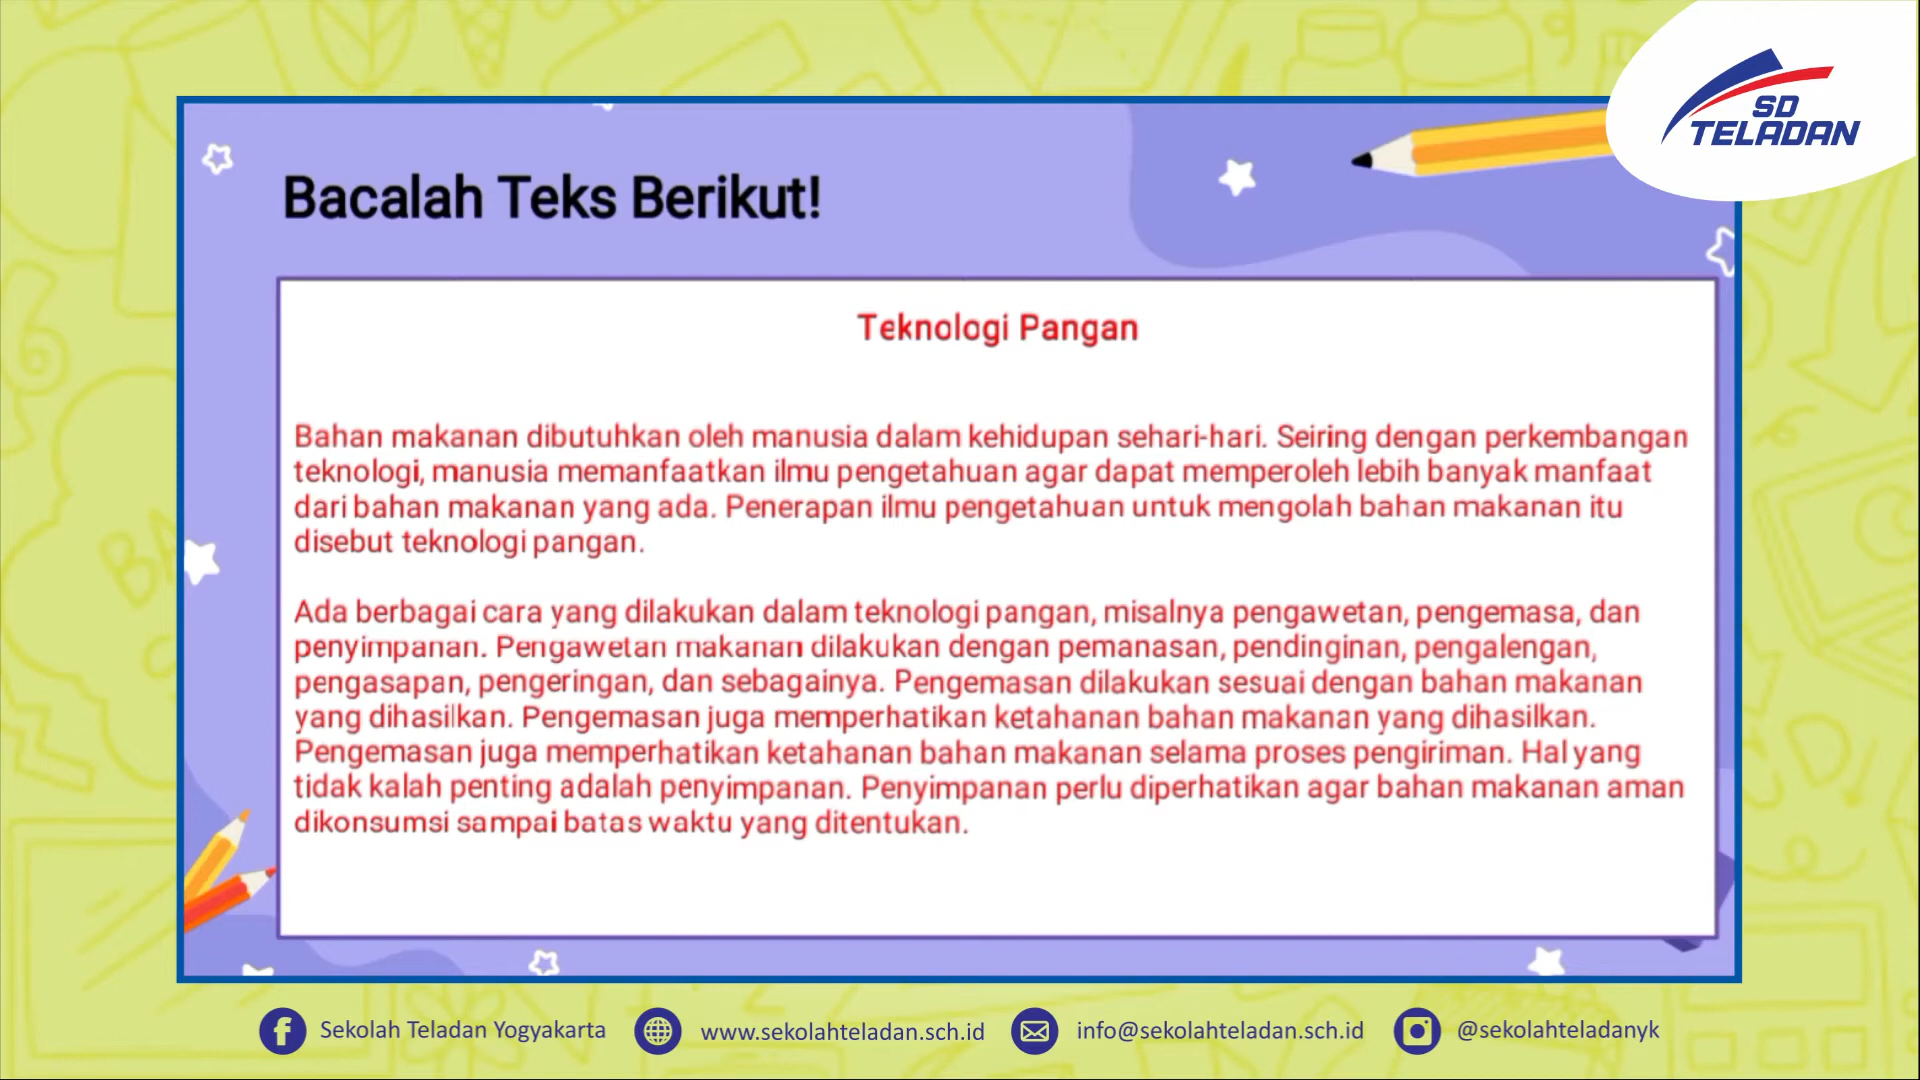 SD
TELADAN
Bacalah Teks Berikut!
Teknologi Pangan
Bahan makanan dibutuhkan oleh manusia dalam kehidupan sehari-hari. Seiring dengan perkembangan
teknologi, manusia memanfaatkan ilmu pengetahuan agar dapat memperoleh lebih banyak manfaat
dari bahan makanan yang ada. Penerapan ilmu pengetahuan untuk mengolah bahan makanan itu
disebut teknologi pangan.
Ada berbagai cara yang dilakukan dalam teknologi pangan, misalnya pengawetan, pengemasa, dan
penyimpanan. Pengawetan makanan dilakukan dengan pemanasan, pendinginan, pengalengan,
pengasapan, pengeringan, dan sebagainya. Pengemasan dilakukan sesuai dengan bahan makanan
yang dihasilkan. Pengemasan juga memperhatikan ketahanan bahan makanan yang dihasilkan.
Pengemasan juga memperhatikan ketahanan bahan makanan selama proses pengiriman. Hal yang
tidak kalah penting adalah penyimpanan. Penyimpanan perlu diperhatikan agar bahan makanan aman
dikonsumsi sampai batas waktu yang ditentukan.
Sekolah Teladan Yogyakarta www.sekolahteladan.sch.id info@sekolahteladan.sch.id @sekolahteladanyk